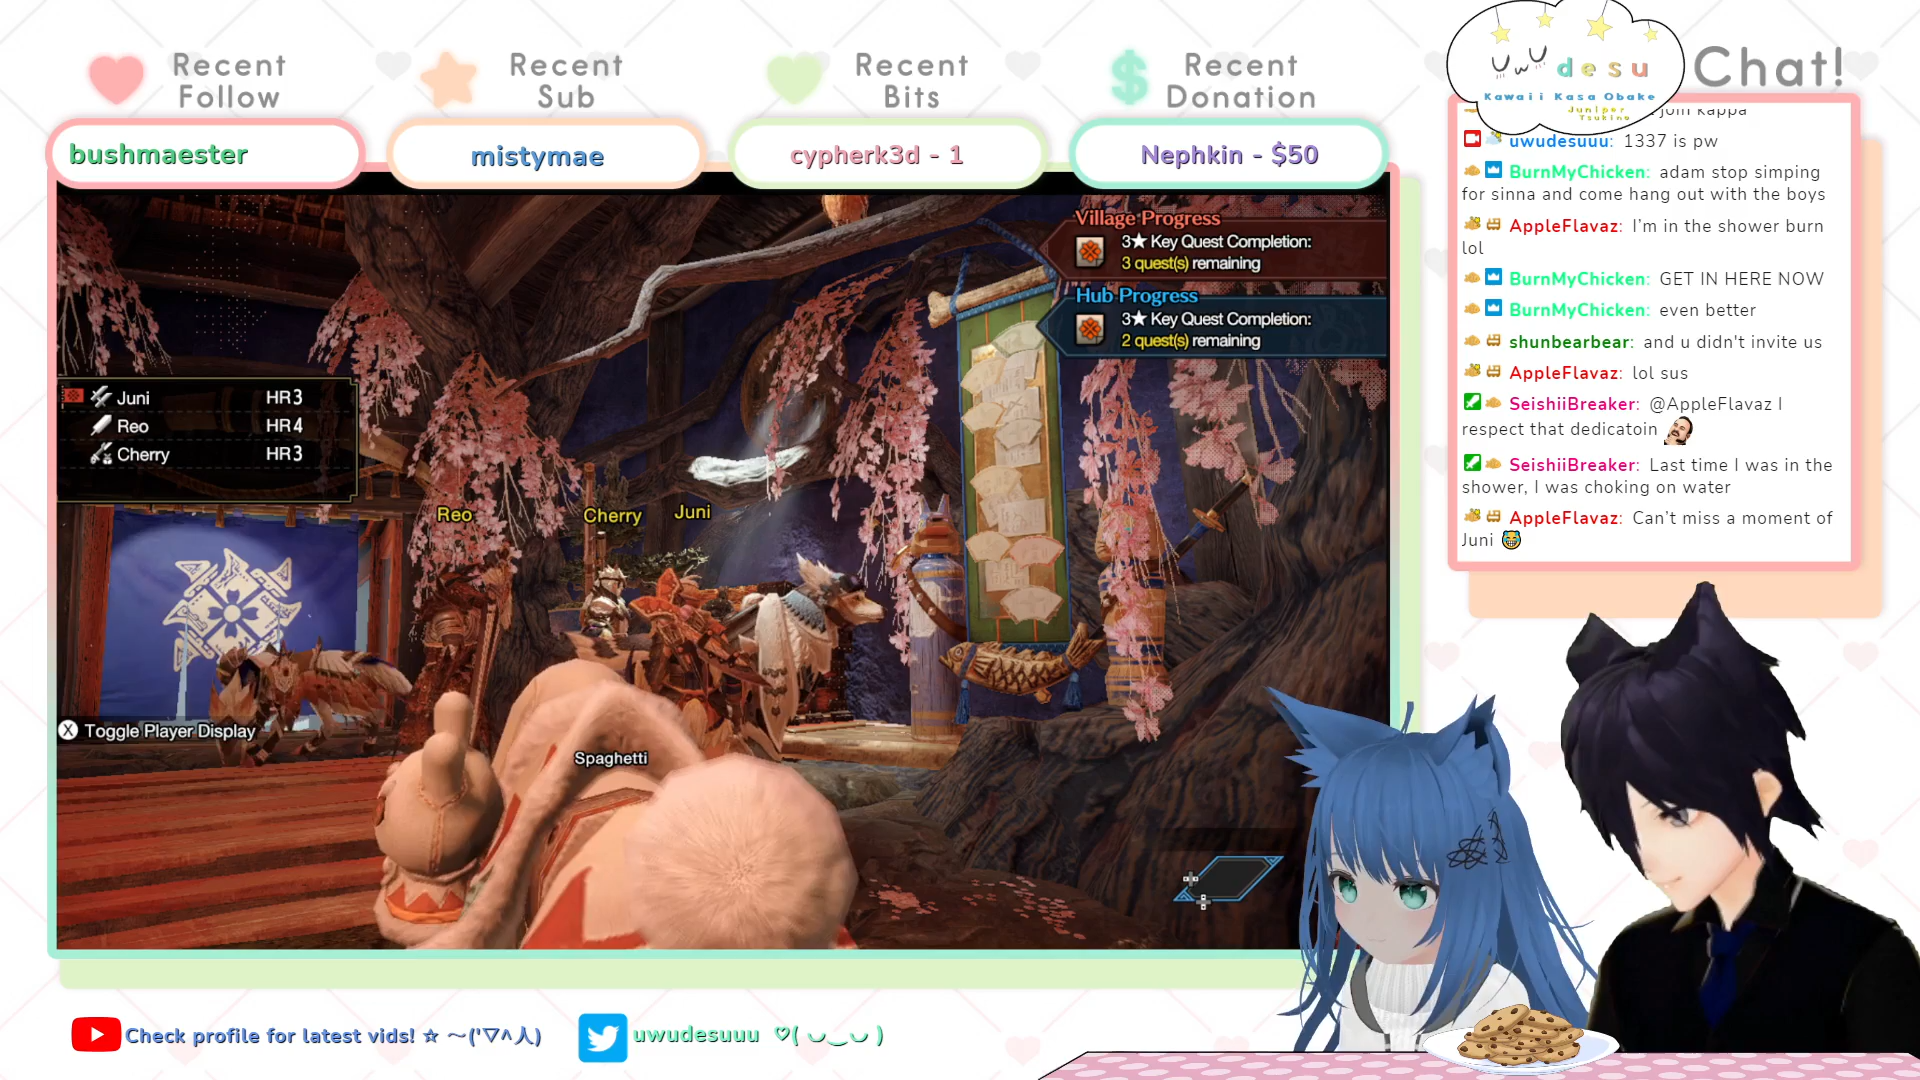 Recent
Follow
Recent
Sub
Recent
Bits
$
Recent
Donation
bushmaester
mistymae
cypherk3d - 1
Nephkin - $50
UwU desu
Kawaii Kasa Obake
Juniper
Tsukino
Chat!
join kappa
uwudesuuu: 1337 is pw
BurnMyChicken: adam stop simping
for sinna and come hang out with the boys
AppleFlavaz: I'm in the shower burn
lol
BurnMyChicken: GET IN HERE NOW
BurnMyChicken: even better
shunbearbear: and u didn't invite us
AppleFlavaz: lol sus
SeishiiBreaker: @AppleFlavaz I
respect that dedicatoin
SeishiiBreaker: Last time I was in the
shower, I was choking on water
AppleFlavaz: Can't miss a moment of
Juni
Village Progress
3★ Key Quest Completion:
3 quest(s) remaining
Hub Progress
3★ Key Quest Completion:
2 quest(s) remaining
Juni HR3
Reo HR4
Cherry HR3
Reo
Cherry
Juni
X Toggle Player Display
Spaghetti
Check profile for latest vids! ☆ ～('▽^人)
uwudesuuu ♡( ◡‿◡ )